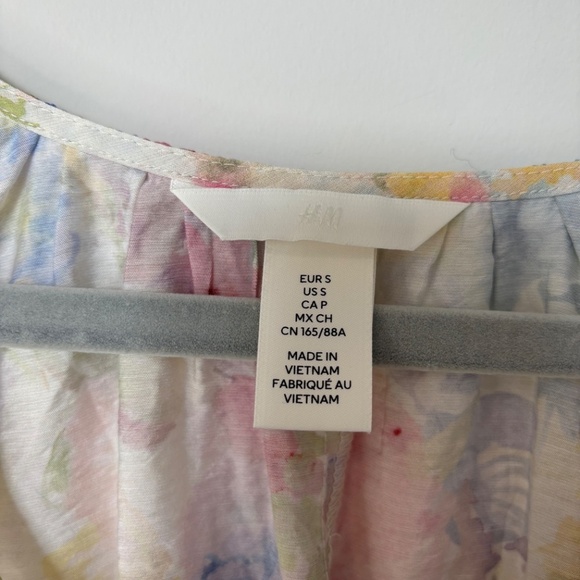 H&M
EUR S
US S
CA P
MX CH
CN 165/88A
MADE IN
VIETNAM
FABRIQUÉ AU
VIETNAM